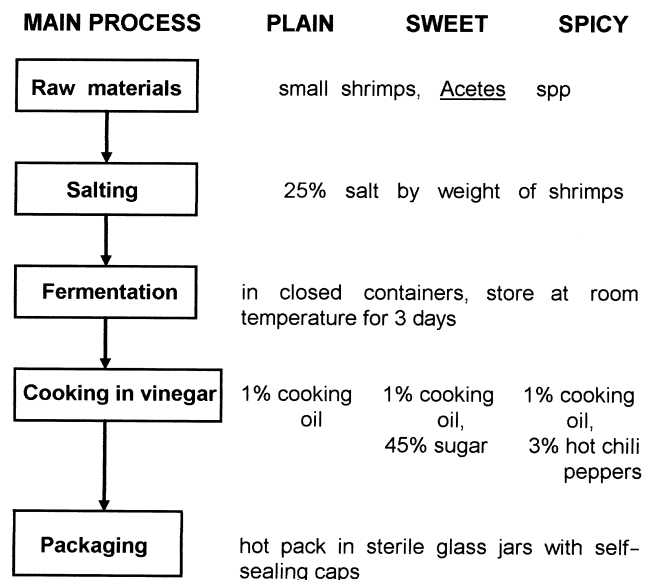 MAIN PROCESS PLAIN SWEET SPICY
Raw materials small shrimps, Acetes spp
Salting 25% salt by weight of shrimps
Fermentation in closed containers, store at room
temperature for 3 days
Cooking in vinegar 1% cooking 1% cooking 1% cooking
oil oil, oil,
45% sugar 3% hot chili
peppers
Packaging hot pack in sterile glass jars with self-
sealing caps